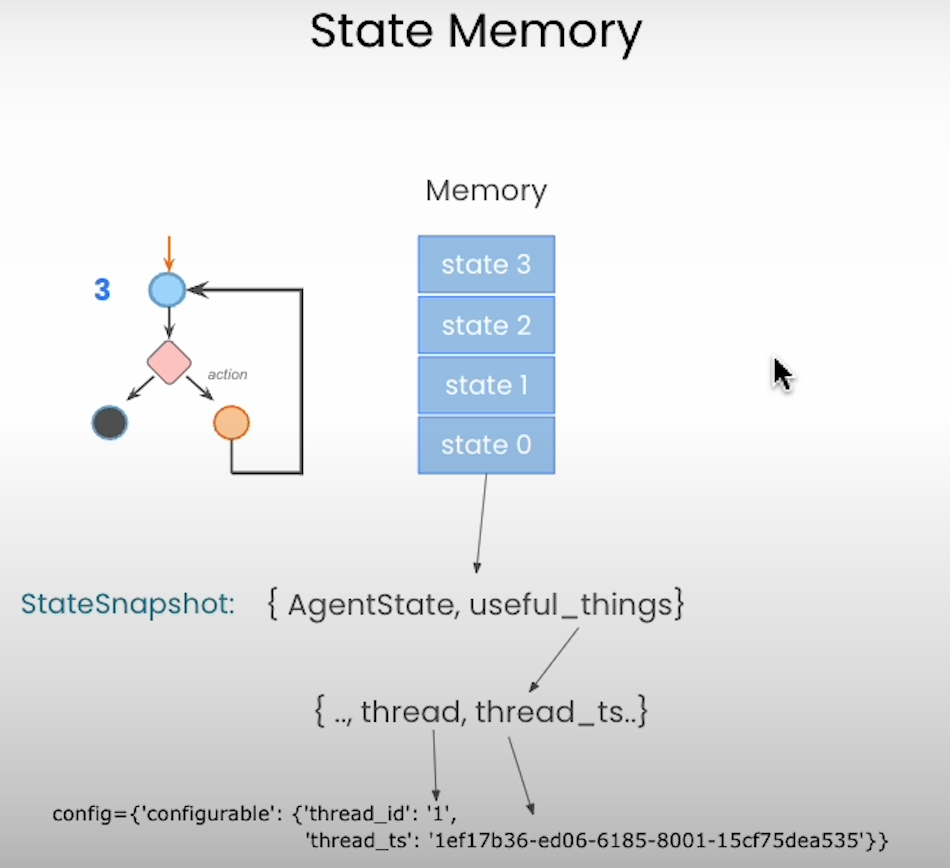 State Memory
Memory
3
action
state 3
state 2
state 1
state 0
StateSnapshot: { AgentState, useful_things}
{ .., thread, thread_ts..}
config={'configurable': {'thread_id': '1',
'thread_ts': '1ef17b36-ed06-6185-8001-15cf75dea535'}}